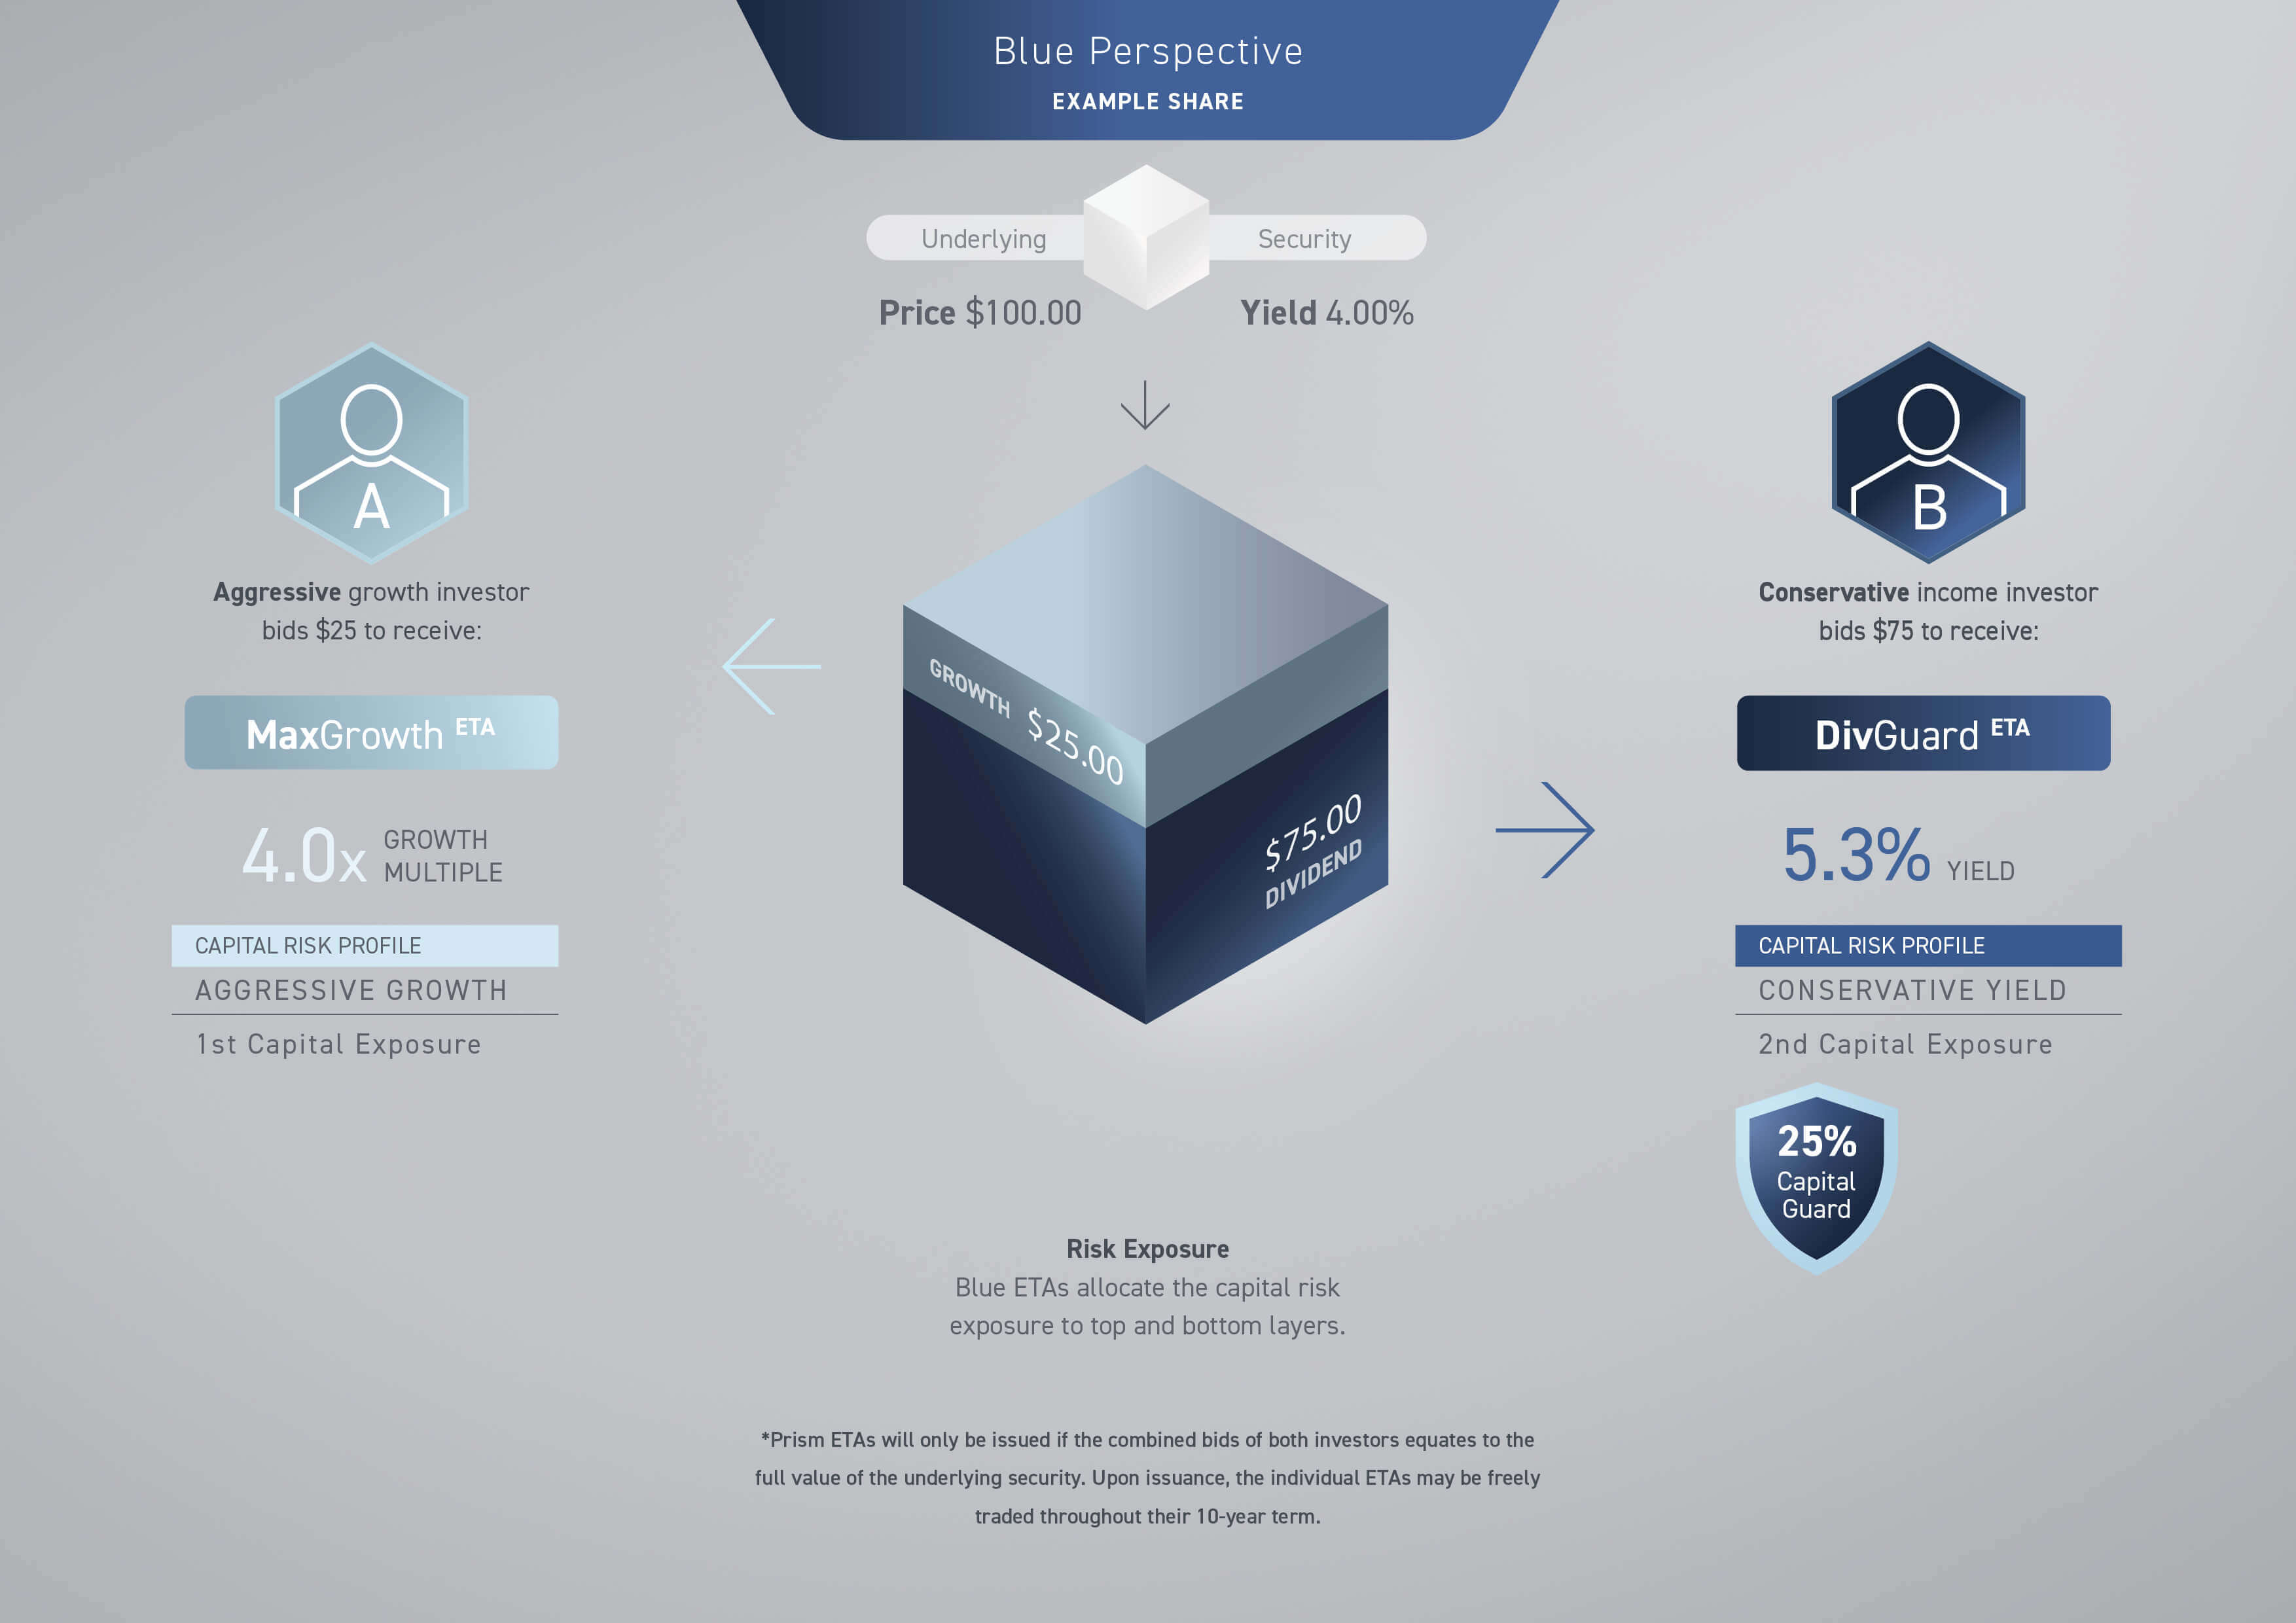 Blue Perspective
EXAMPLE SHARE
Underlying
Security
Price $100.00
Yield 4.00%
A
Aggressive growth investor
bids $25 to receive:
MaxGrowth ETA
4.0x GROWTH
MULTIPLE
CAPITAL RISK PROFILE
AGGRESSIVE GROWTH
1st Capital Exposure
GROWTH $25.00
$75.00
DIVIDEND
B
Conservative income investor
bids $75 to receive:
DivGuard ETA
5.3% YIELD
CAPITAL RISK PROFILE
CONSERVATIVE YIELD
2nd Capital Exposure
25%
Capital
Guard
Risk Exposure
Blue ETAs allocate the capital risk
exposure to top and bottom layers.
*Prism ETAs will only be issued if the combined bids of both investors equates to the
full value of the underlying security. Upon issuance, the individual ETAs may be freely
traded throughout their 10-year term.